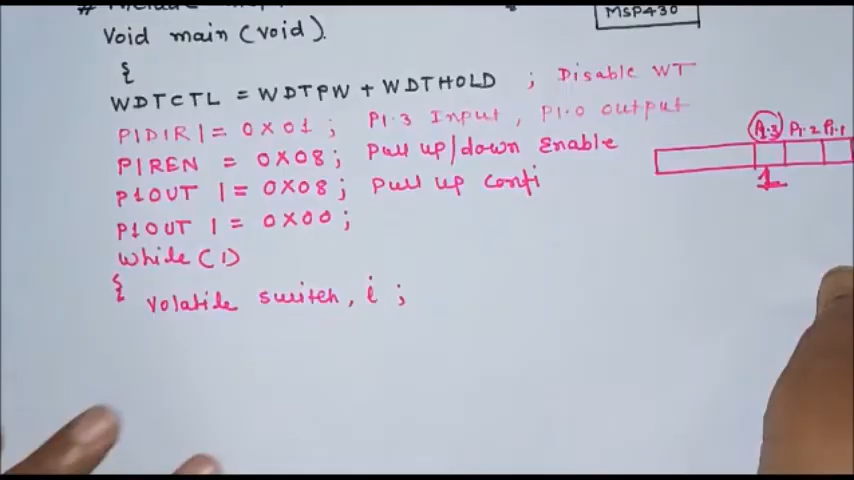 # include
MSP430
Void main (void)
{
WDTCTL = WDTPW + WDTHOLD ; Disable WT
P1DIR |= 0X01 ; P1.3 Input, P1.0 output
P1REN = 0X08 ; Pull up/down Enable
P1OUT |= 0X08 ; Pull up confi
P1OUT |= 0X00 ;
while (1)
{
volatile switch, i ;
P1.3 P1.2 P1.1
1